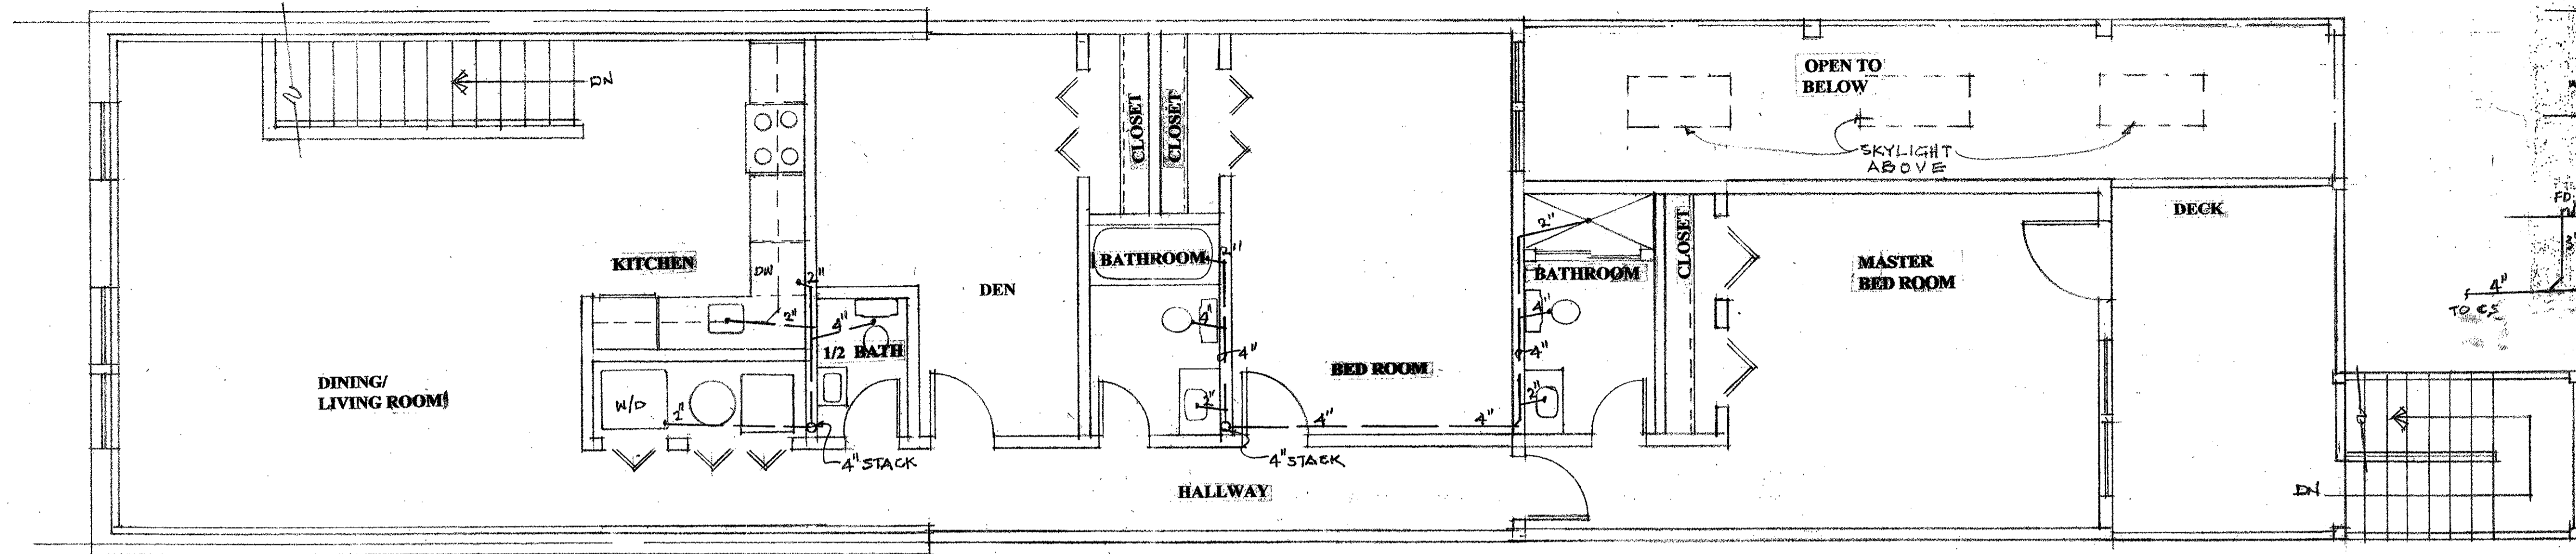 DN
OPEN TO
BELOW
CLOSET
CLOSET
SKYLIGHT
ABOVE
KITCHEN
DW
2"
2"
4"
1/2 BATH
DEN
BATHROOM
2"
4"
4"
2"
BED ROOM
2"
BATHROOM
4"
4"
2"
CLOSET
MASTER
BED ROOM
DECK
FD
3"
4"
TO CS
DINING/
LIVING ROOM
W/D
2"
4" STACK
4"
4"
4" STACK
HALLWAY
DN